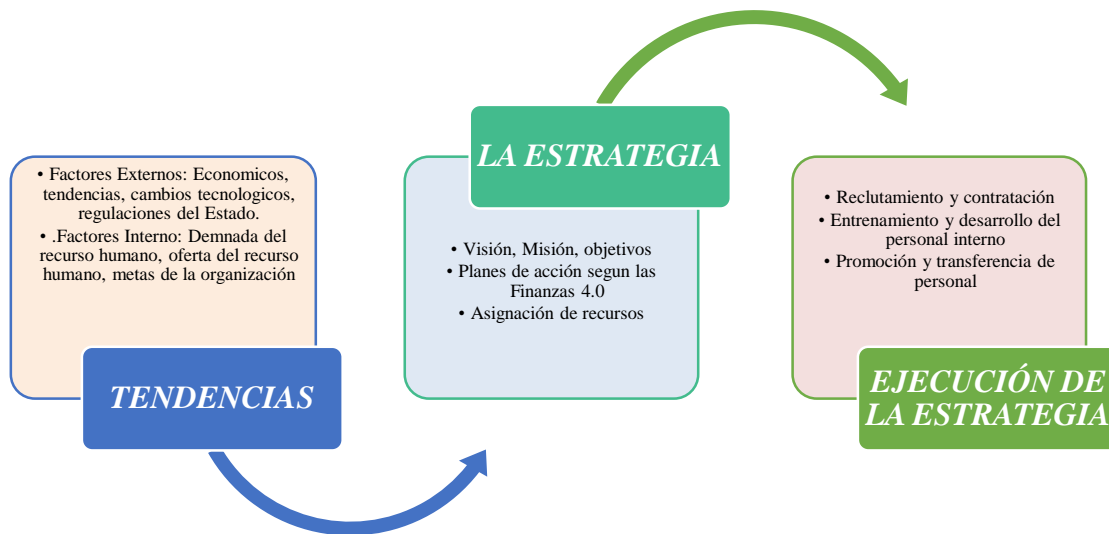 • Factores Externos: Economicos,
tendencias, cambios tecnologicos,
regulaciones del Estado.
• .Factores Interno: Demnada del
recurso humano, oferta del recurso
humano, metas de la organización
TENDENCIAS
LA ESTRATEGIA
• Visión, Misión, objetivos
• Planes de acción segun las
Finanzas 4.0
• Asignación de recursos
• Reclutamiento y contratación
• Entrenamiento y desarrollo del
personal interno
• Promoción y transferencia de
personal
EJECUCIÓN DE
LA ESTRATEGIA